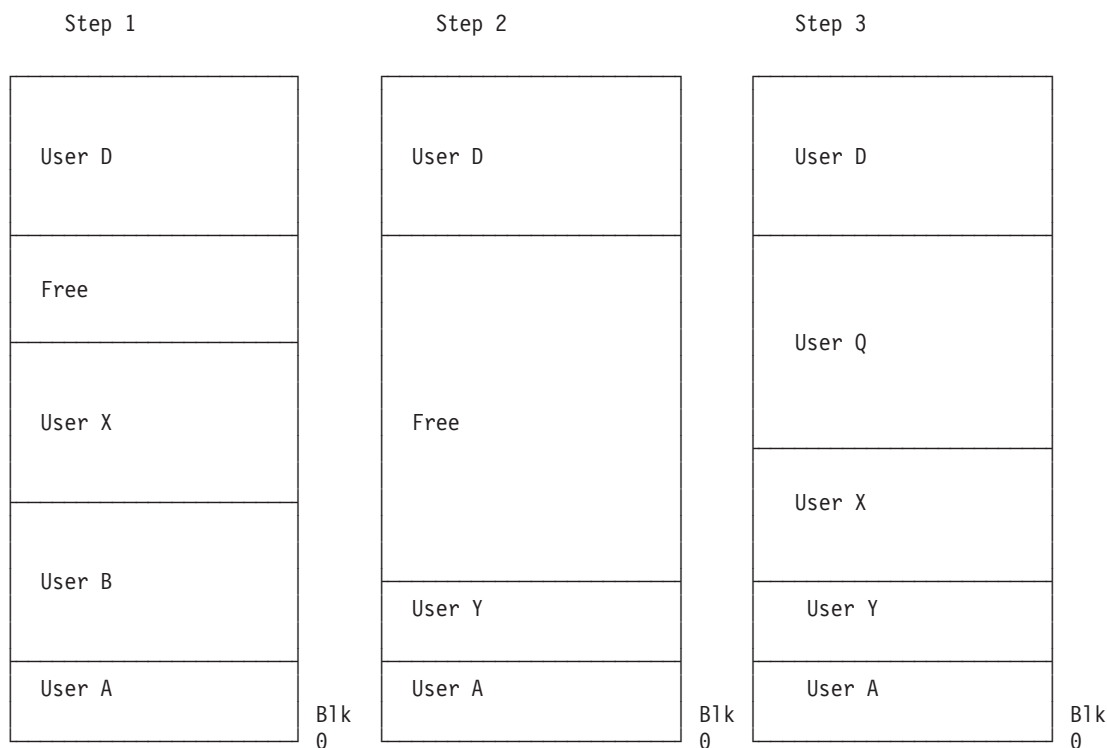 Step 1
Step 2
Step 3
User D
User D
User D
Free
User Q
User X
Free
User X
User B
User Y
User Y
User A
User A
User A
Blk
0
Blk
0
Blk
0